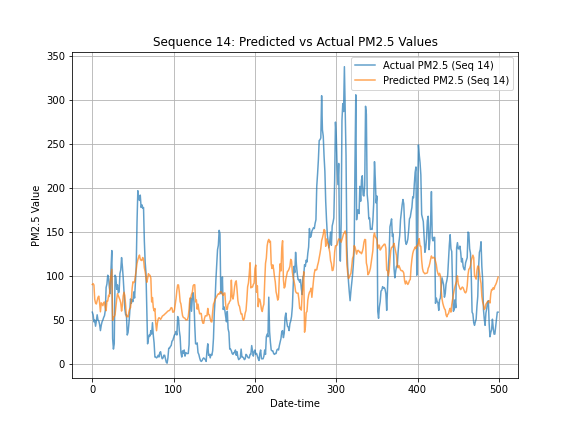 Sequence 14: Predicted vs Actual PM2.5 Values
Actual PM2.5 (Seq 14)
Predicted PM2.5 (Seq 14)
PM2.5 Value
350
300
250
200
150
100
50
0
0 100 200 300 400 500
Date-time